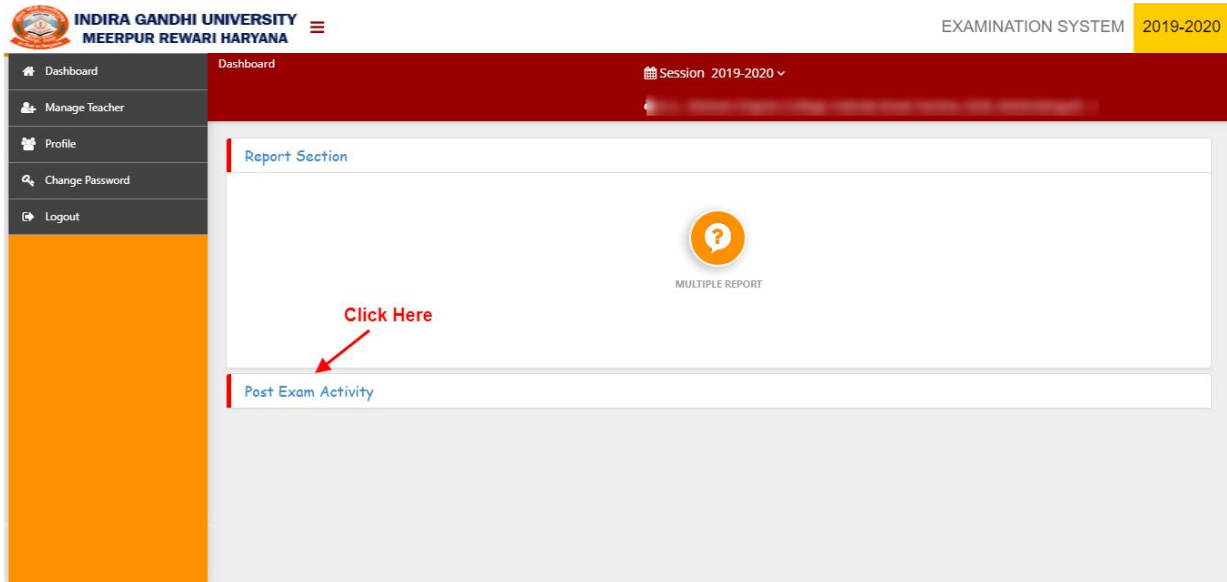 INDIRA GANDHI UNIVERSITY
MEERPUR REWARI HARYANA
EXAMINATION SYSTEM
2019-2020
Dashboard
Manage Teacher
Profile
Change Password
Logout
Dashboard
Session 2019-2020
Report Section
MULTIPLE REPORT
Click Here
Post Exam Activity